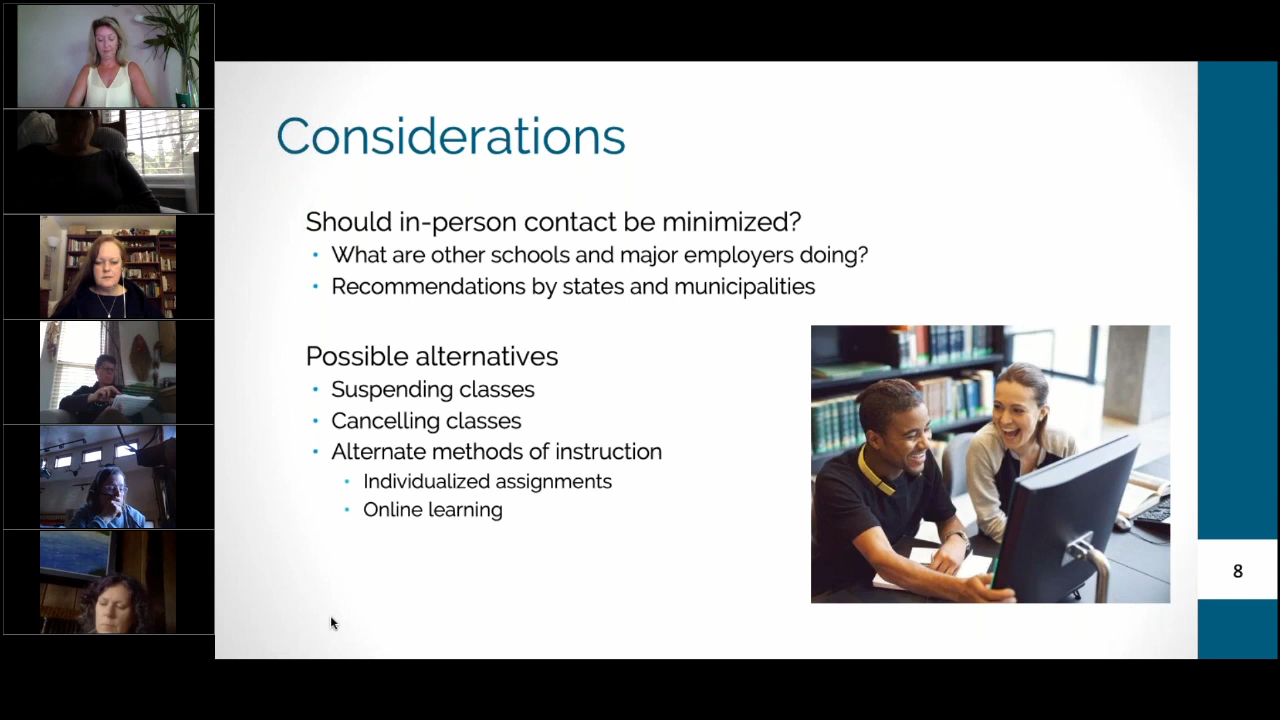 Considerations
Should in-person contact be minimized?
• What are other schools and major employers doing?
• Recommendations by states and municipalities
Possible alternatives
• Suspending classes
• Cancelling classes
• Alternate methods of instruction
• Individualized assignments
• Online learning
8